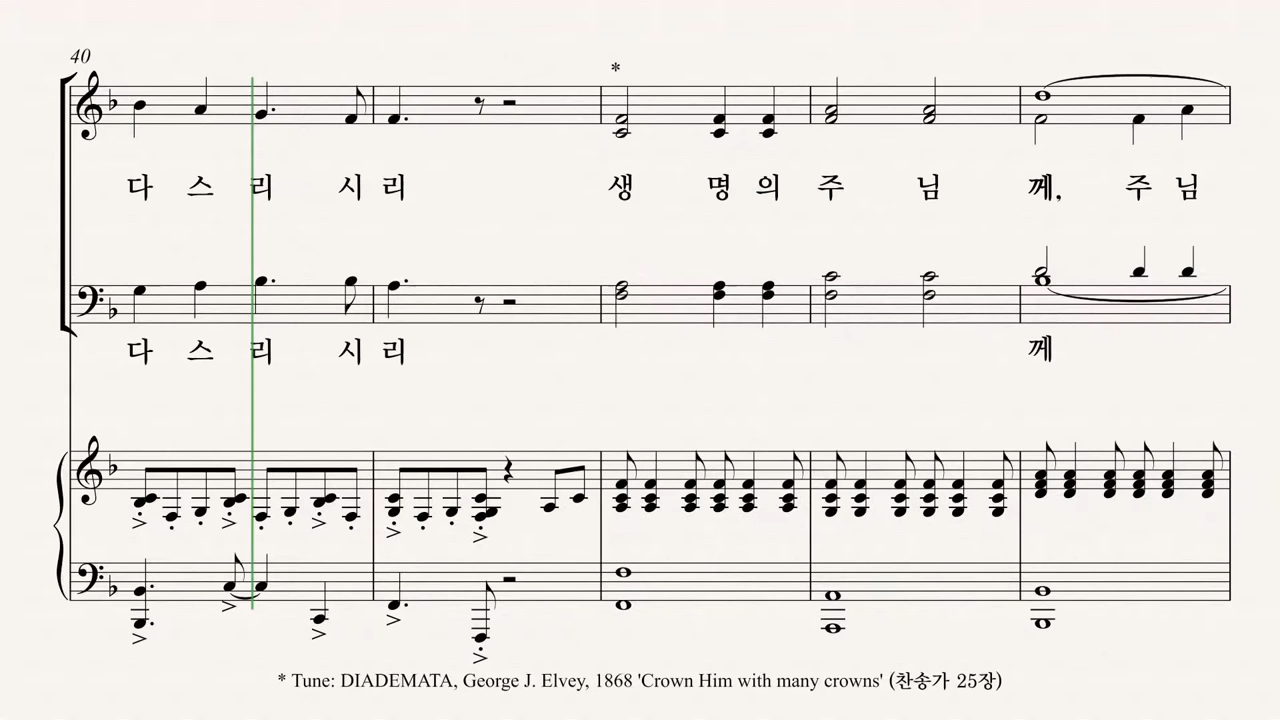 40
*
다 스 리 시 리 생 명 의 주 님 께, 주 님
다 스 리 시 리 께
* Tune: DIADEMATA, George J. Elvey, 1868 'Crown Him with many crowns' (찬송가 25장)